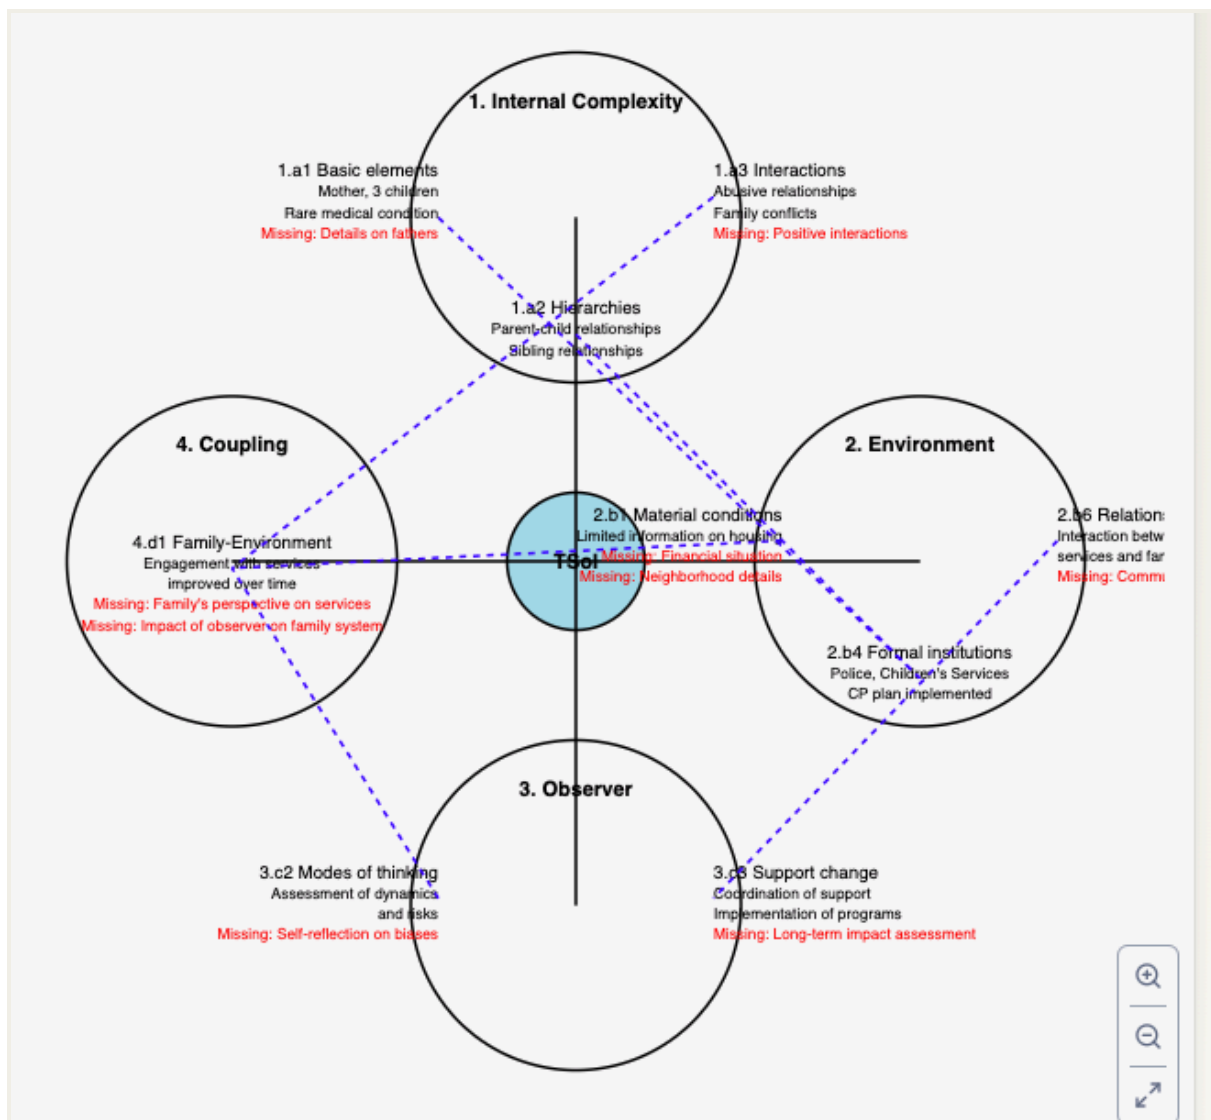 1. Internal Complexity
1.a1 Basic elements
Mother, 3 children
Rare medical condition
Missing: Details on fathers
1.a3 Interactions
Abusive relationships
Family conflicts
Missing: Positive interactions
1.a2 Hierarchies
Parent-child relationships
Sibling relationships
4. Coupling
4.d1 Family-Environment
Engagement with services
improved over time
Missing: Family's perspective on services
Missing: Impact of observer on family system
TSol
2. Environment
2.b1 Material conditions
Limited information on housing
Missing: Financial situation
Missing: Neighborhood details
2.b6 Relations
Interaction betw
services and far
Missing: Commu
2.b4 Formal institutions
Police, Children's Services
CP plan implemented
3. Observer
3.c2 Modes of thinking
Assessment of dynamics
and risks
Missing: Self-reflection on biases
3.c3 Support change
Coordination of support
Implementation of programs
Missing: Long-term impact assessment